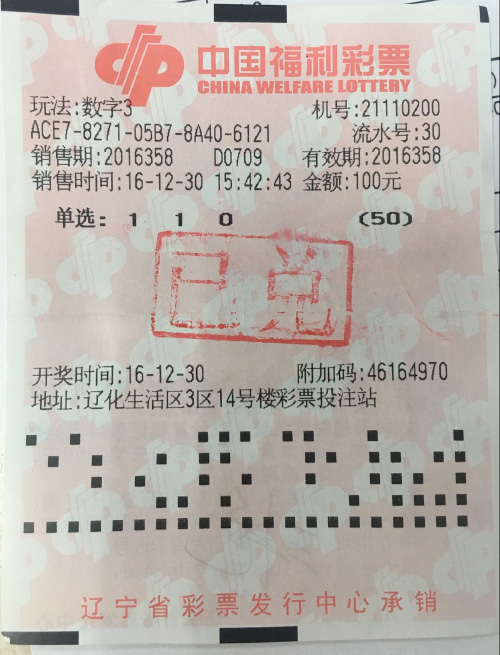 中国福利彩票
CHINA WELFARE LOTTERY
玩法:数字3 机号:21110200
ACE7-8271-05B7-8A40-6121 流水号:30
销售期:2016358 D0709 有效期:2016358
销售时间:16-12-30 15:42:43 金额:100元
单选: 1 1 0 (50)
已兑
开奖时间:16-12-30 附加码:46164970
地址:辽化生活区3区14号楼彩票投注站
辽宁省彩票发行中心承销